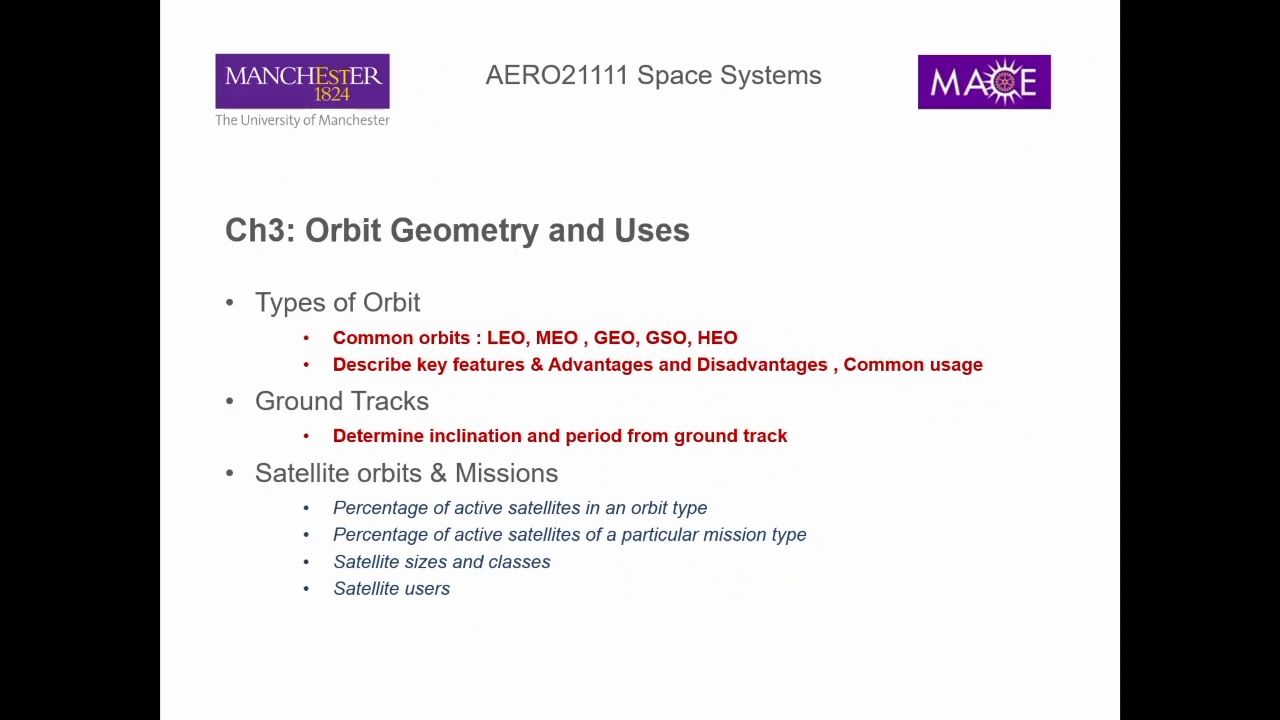 MANCHESTER
1824
The University of Manchester
AERO21111 Space Systems
MACE
Ch3: Orbit Geometry and Uses
• Types of Orbit
• Common orbits : LEO, MEO , GEO, GSO, HEO
• Describe key features & Advantages and Disadvantages , Common usage
• Ground Tracks
• Determine inclination and period from ground track
• Satellite orbits & Missions
• Percentage of active satellites in an orbit type
• Percentage of active satellites of a particular mission type
• Satellite sizes and classes
• Satellite users